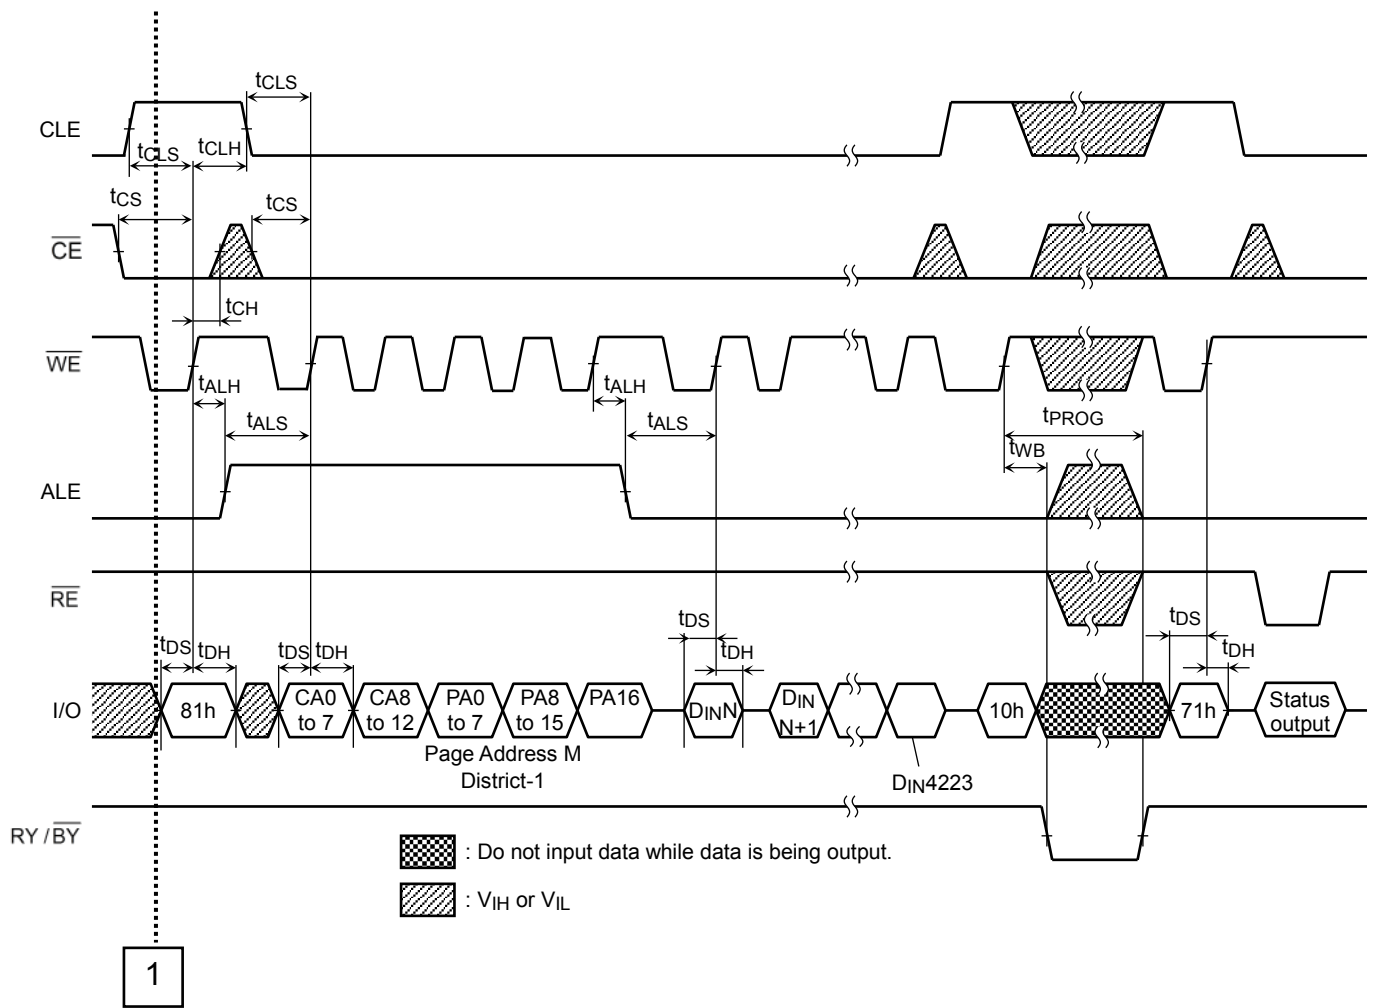 tCLS
CLE
tCLS
tCLH
tCS
tCS
CE
tCH
WE
tALH
tALH
tALS
tALS
tPROG
tWB
ALE
RE
tDS
tDH
tDS
tDH
tDS
tDH
tDS
tDH
I/O
81h
CA0 to 7
CA8 to 12
PA0 to 7
PA8 to 15
PA16
DINN
DIN N+1
10h
71h
Status output
Page Address M
District-1
DIN4223
RY / BY
: Do not input data while data is being output.
: VIH or VIL
1